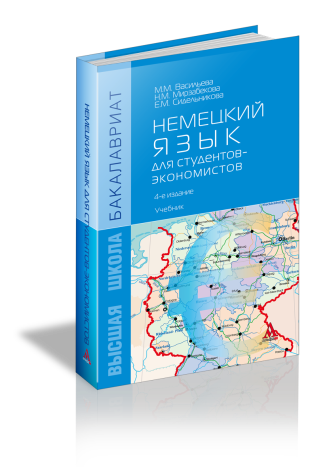 М.М. Васильева
Н.М. Мирзабекова
Е.М. Сидельникова
НЕМЕЦКИЙ
ЯЗЫК
ДЛЯ СТУДЕНТОВ-
ЭКОНОМИСТОВ
4-е издание
Учебник
ВЫСШАЯ ШКОЛА
БАКАЛАВРИАТ
НЕМЕЦКИЙ ЯЗЫК ДЛЯ СТУДЕНТОВ-ЭКОНОМИСТОВ